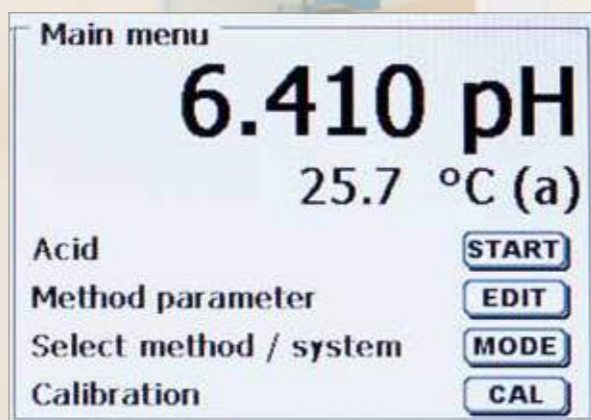 Main menu
6.410 pH
25.7 °C (a)
Acid START
Method parameter EDIT
Select method / system MODE
Calibration CAL